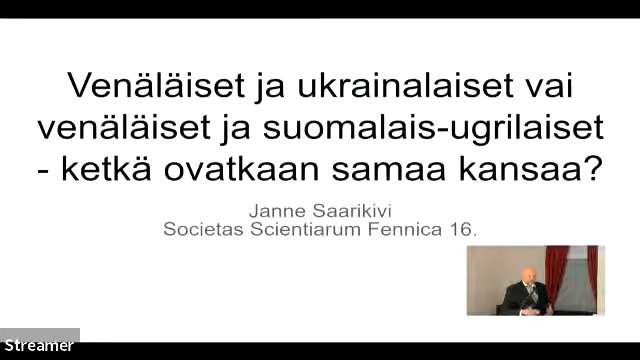 Venäläiset ja ukrainalaiset vai
venäläiset ja suomalais-ugrilaiset
- ketkä ovatkaan samaa kansaa?
Janne Saarikivi
Societas Scientiarum Fennica 16.
Streamer